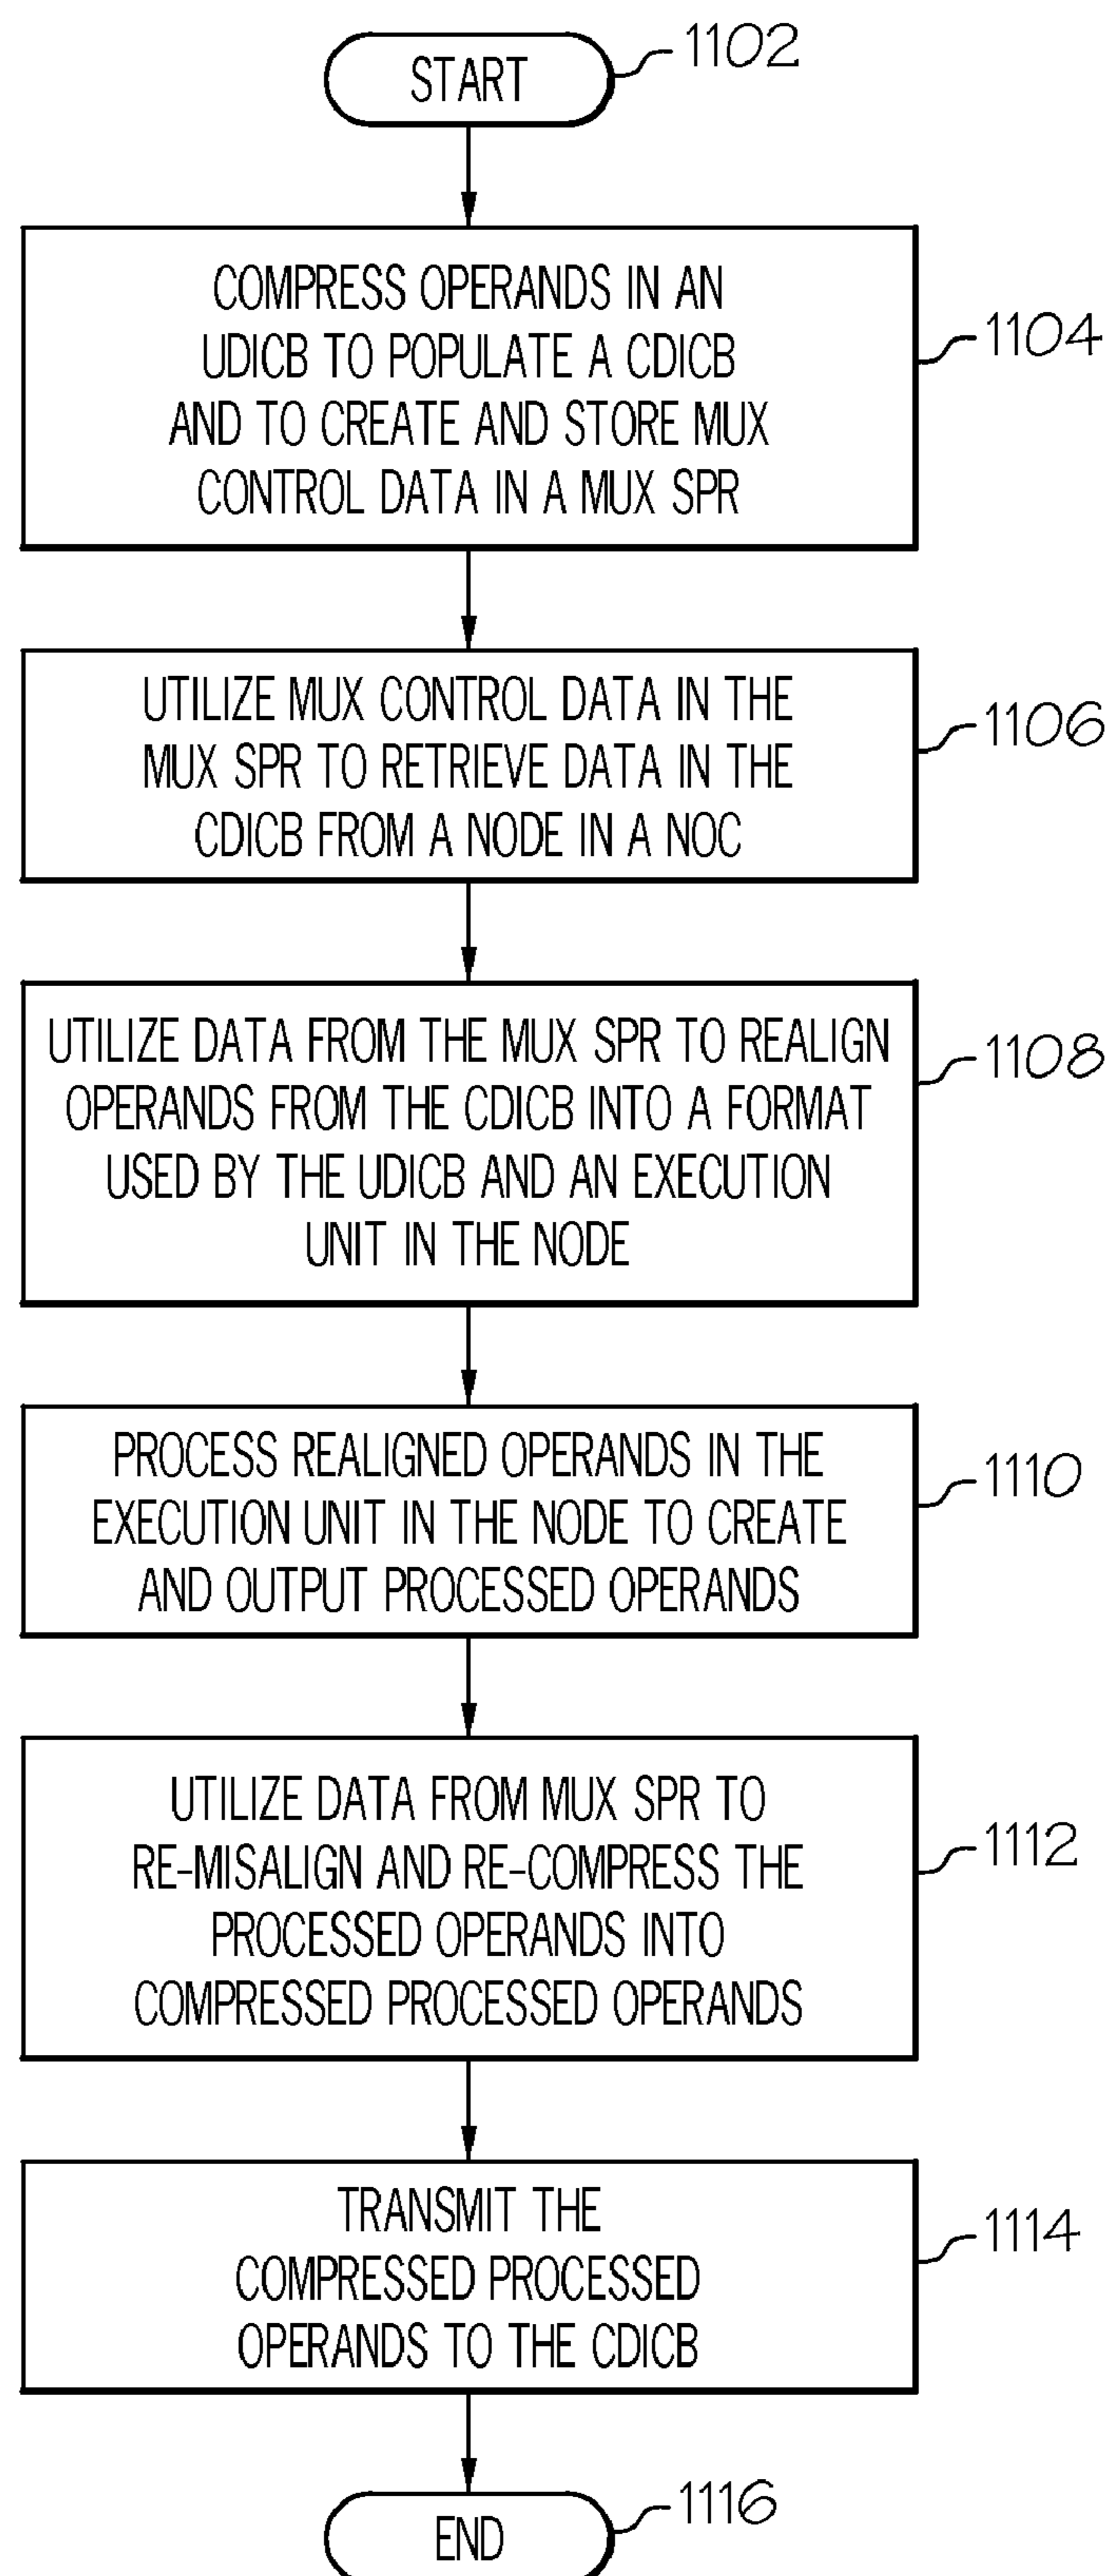 START
1102
COMPRESS OPERANDS IN AN
UDICB TO POPULATE A CDICB
AND TO CREATE AND STORE MUX
CONTROL DATA IN A MUX SPR
1104
UTILIZE MUX CONTROL DATA IN THE
MUX SPR TO RETRIEVE DATA IN THE
CDICB FROM A NODE IN A NOC
1106
UTILIZE DATA FROM THE MUX SPR TO REALIGN
OPERANDS FROM THE CDICB INTO A FORMAT
USED BY THE UDICB AND AN EXECUTION
UNIT IN THE NODE
1108
PROCESS REALIGNED OPERANDS IN THE
EXECUTION UNIT IN THE NODE TO CREATE
AND OUTPUT PROCESSED OPERANDS
1110
UTILIZE DATA FROM MUX SPR TO
RE-MISALIGN AND RE-COMPRESS THE
PROCESSED OPERANDS INTO
COMPRESSED PROCESSED OPERANDS
1112
TRANSMIT THE
COMPRESSED PROCESSED
OPERANDS TO THE CDICB
1114
END
1116